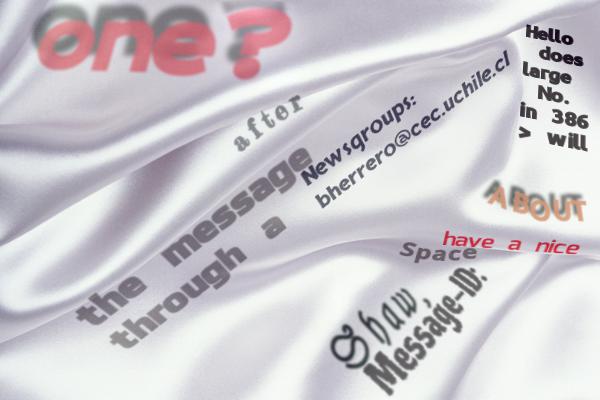 one?
Hello
does
large
No.
in 386
> will
after
Newsgroups:
bherrero@cec.uchile.cl
the message
through a
ABOUT
have a nice
Space
Shaw,
Message-ID: